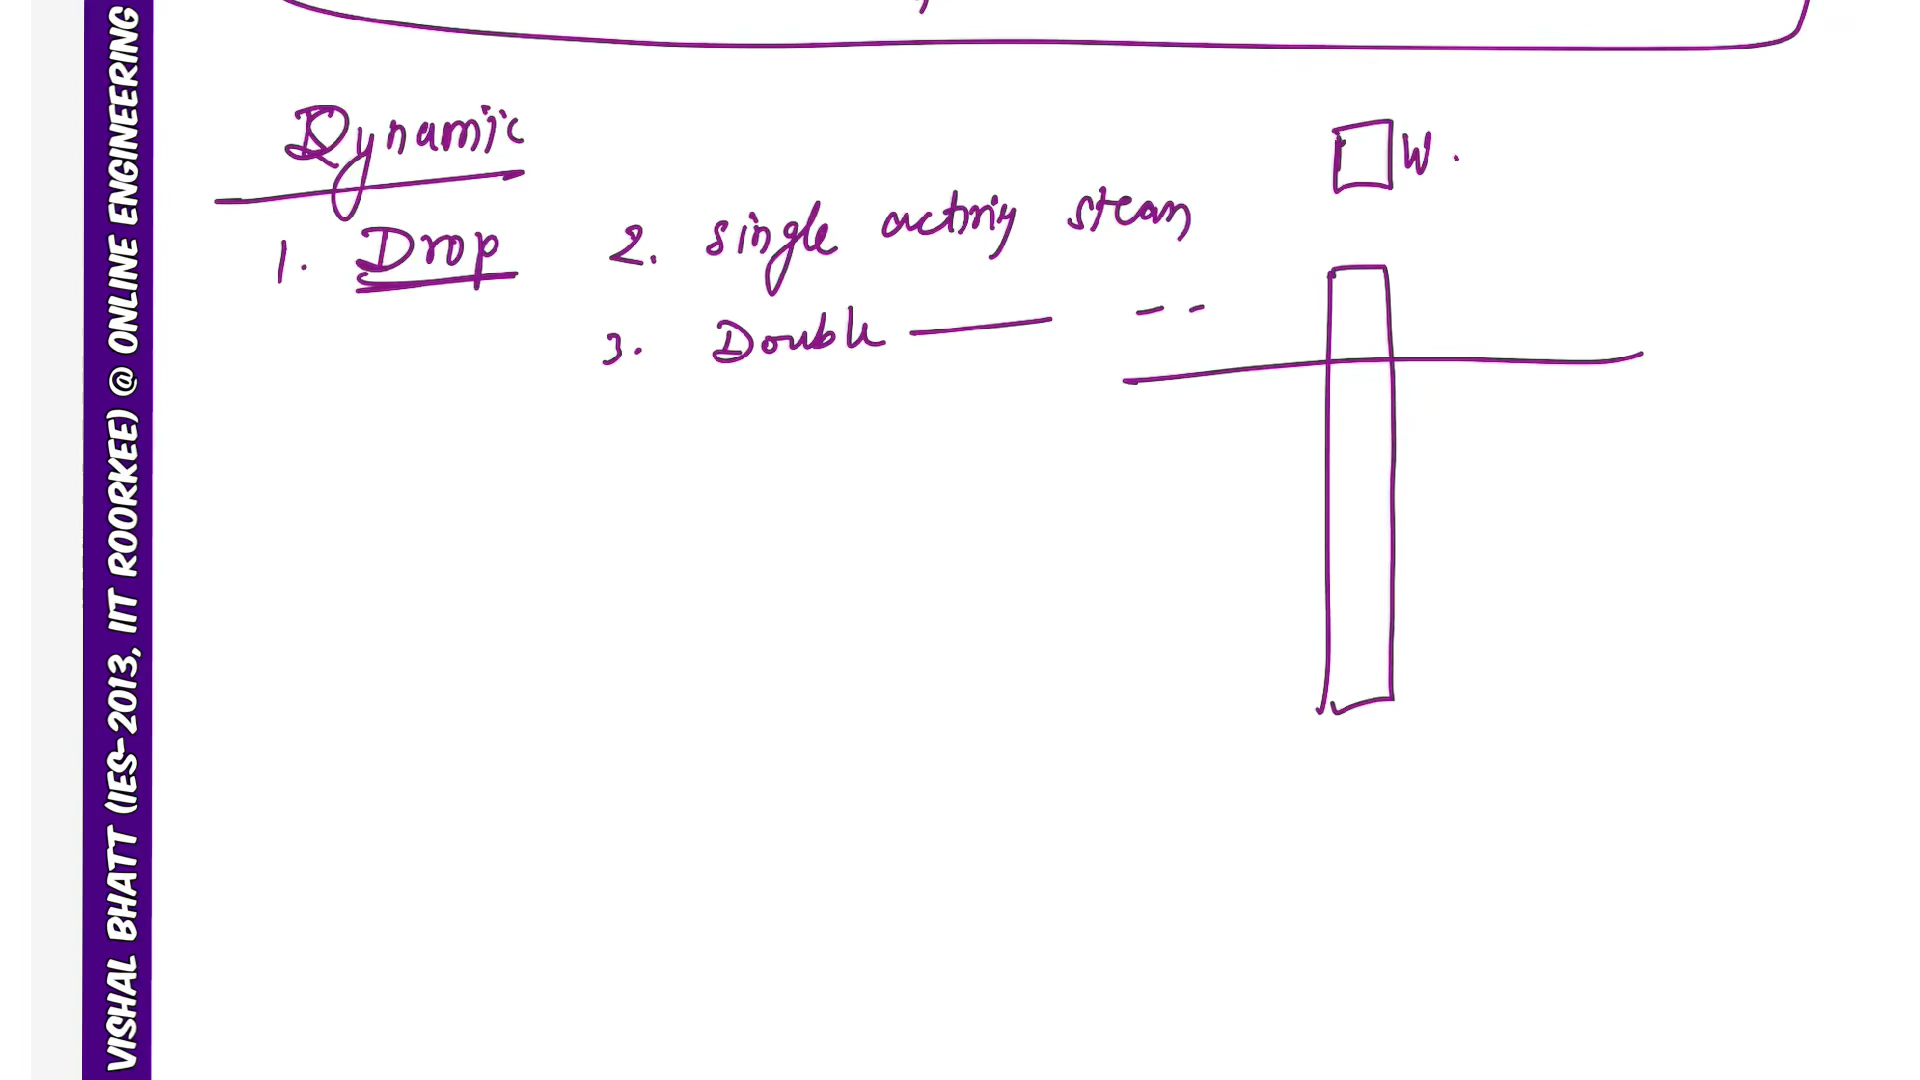 VISHAL BHATT (IES-2013, IIT ROORKEE) @ ONLINE ENGINEERING
Dynamic
1. Drop 2. single acting steam
3. Double
W.